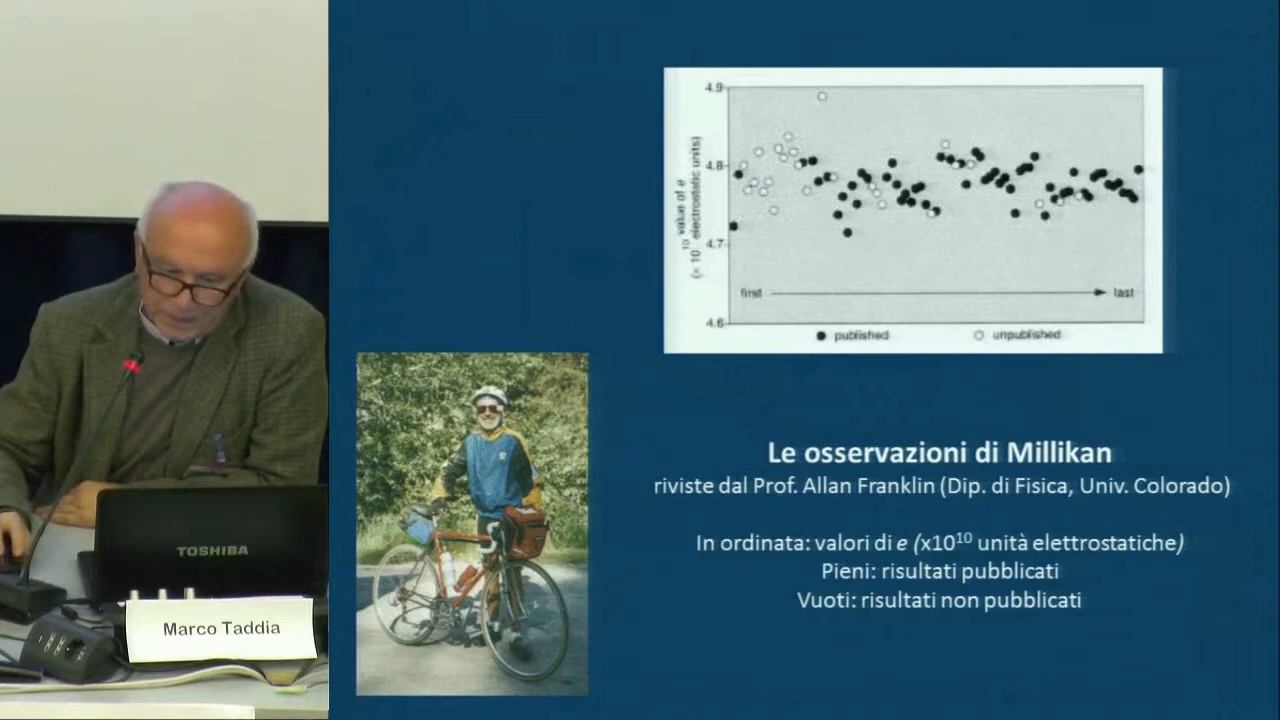 4.9
4.8
4.7
4.6
(× 10¹⁰ value of e
electrostatic units)
first
last
published
unpublished
Le osservazioni di Millikan
riviste dal Prof. Allan Franklin (Dip. di Fisica, Univ. Colorado)
In ordinata: valori di e (x10¹⁰ unità elettrostatiche)
Pieni: risultati pubblicati
Vuoti: risultati non pubblicati
TOSHIBA
Marco Taddia